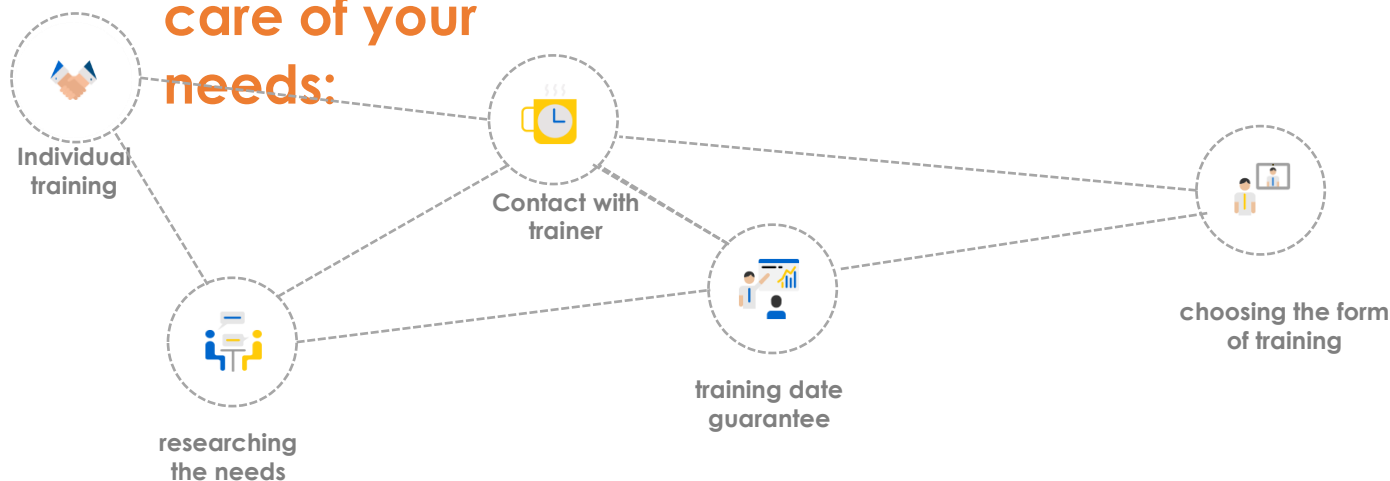 care of your
needs:
Individual
training
Contact with
trainer
researching
the needs
training date
guarantee
choosing the form
of training